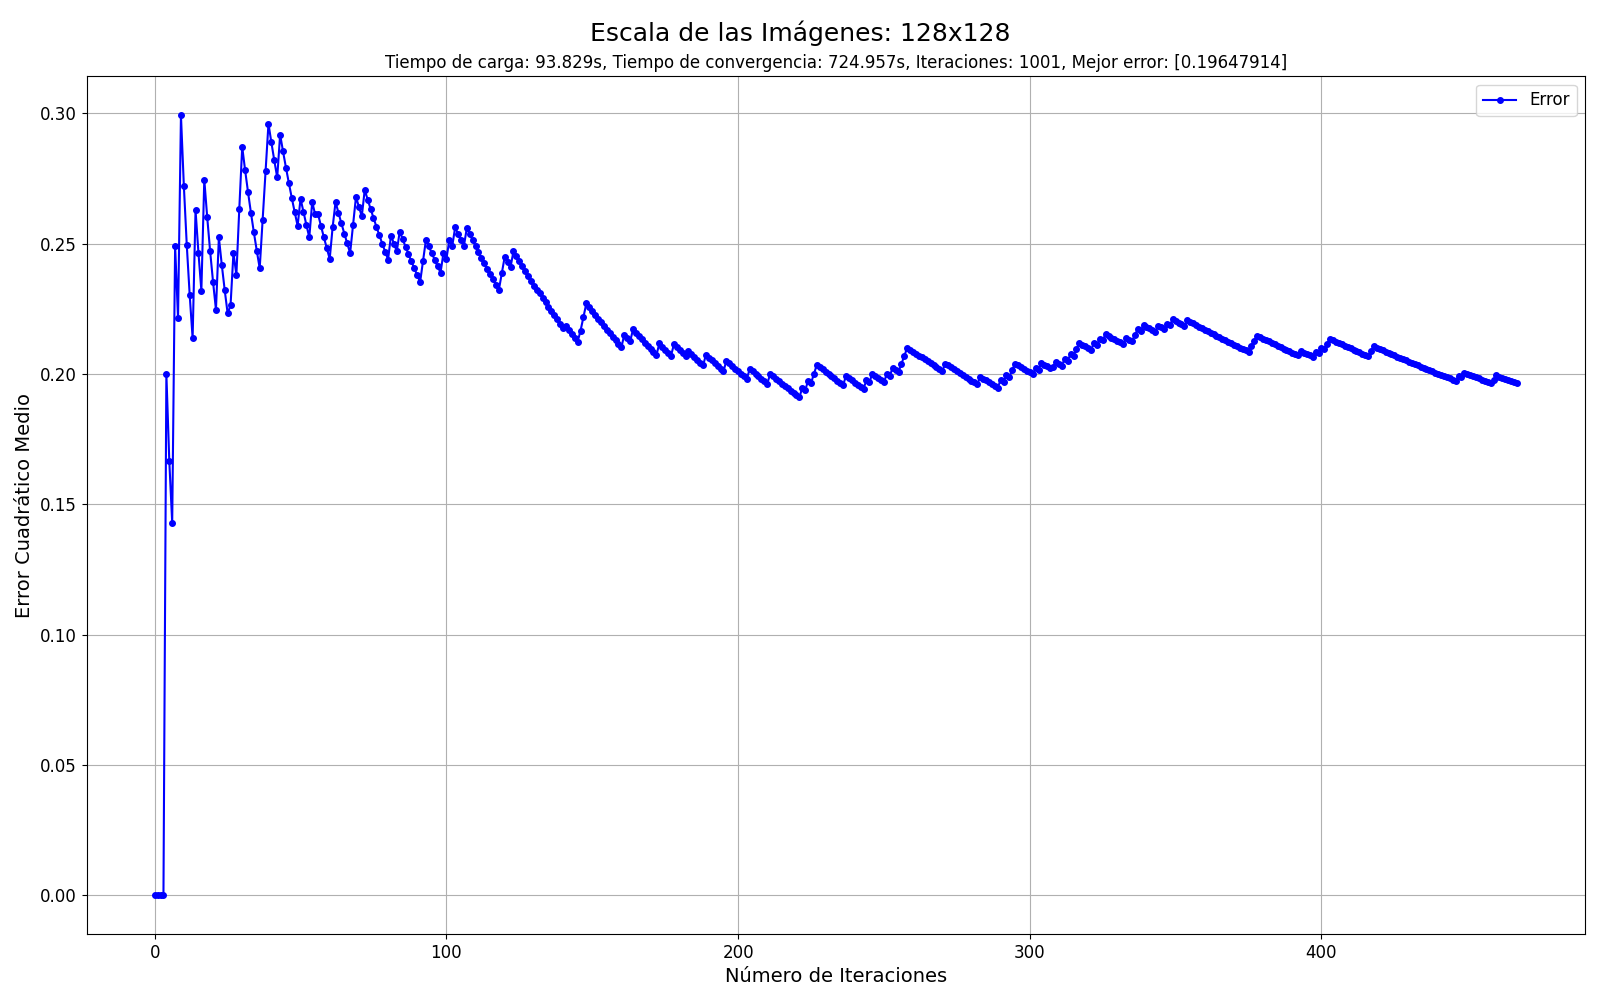 Escala de las Imágenes: 128x128
Tiempo de carga: 93.829s, Tiempo de convergencia: 724.957s, Iteraciones: 1001, Mejor error: [0.19647914]
Error
0.30
0.25
0.20
0.15
0.10
0.05
0.00
Error Cuadrático Medio
0 100 200 300 400
Número de Iteraciones